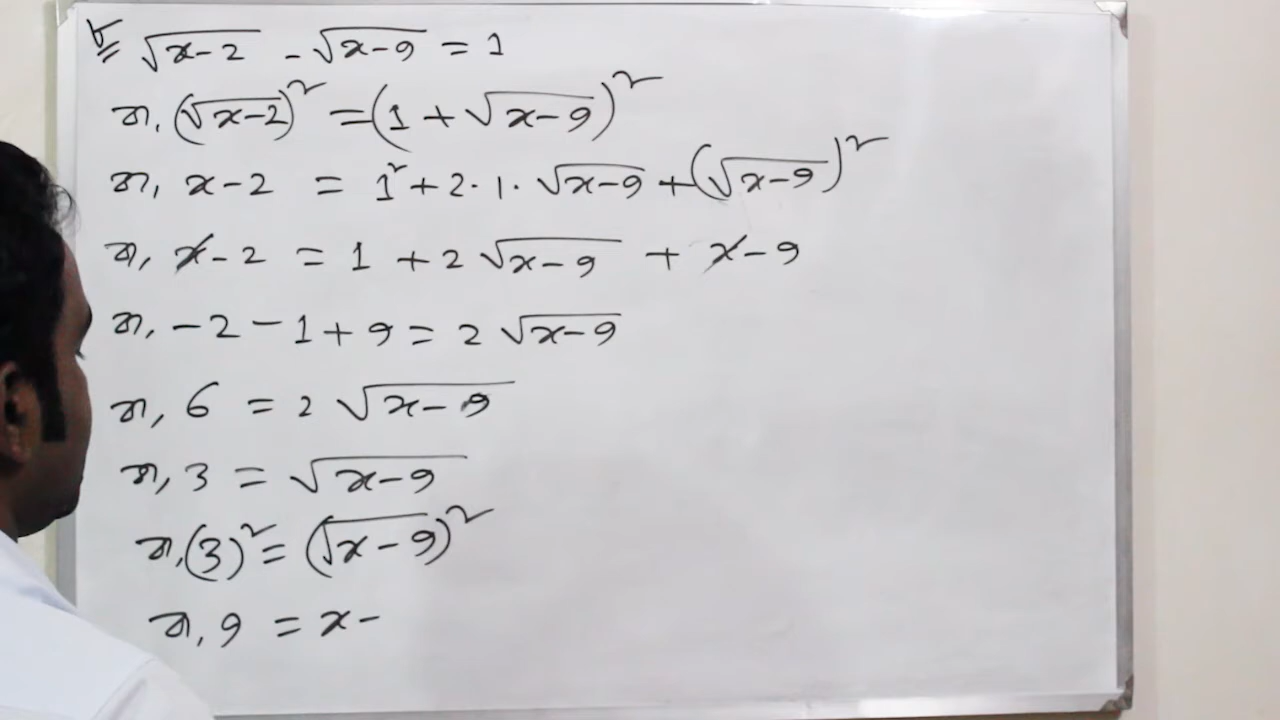 ৮ √(x-2) - √(x-9) = 1
বা, (√(x-2))² = (1 + √(x-9))²
বা, x-2 = 1² + 2·1·√(x-9) + (√(x-9))²
বা, x-2 = 1 + 2√(x-9) + x-9
বা, -2-1+9 = 2√(x-9)
বা, 6 = 2√(x-9)
বা, 3 = √(x-9)
বা, (3)² = (√(x-9))²
বা, 9 = x-